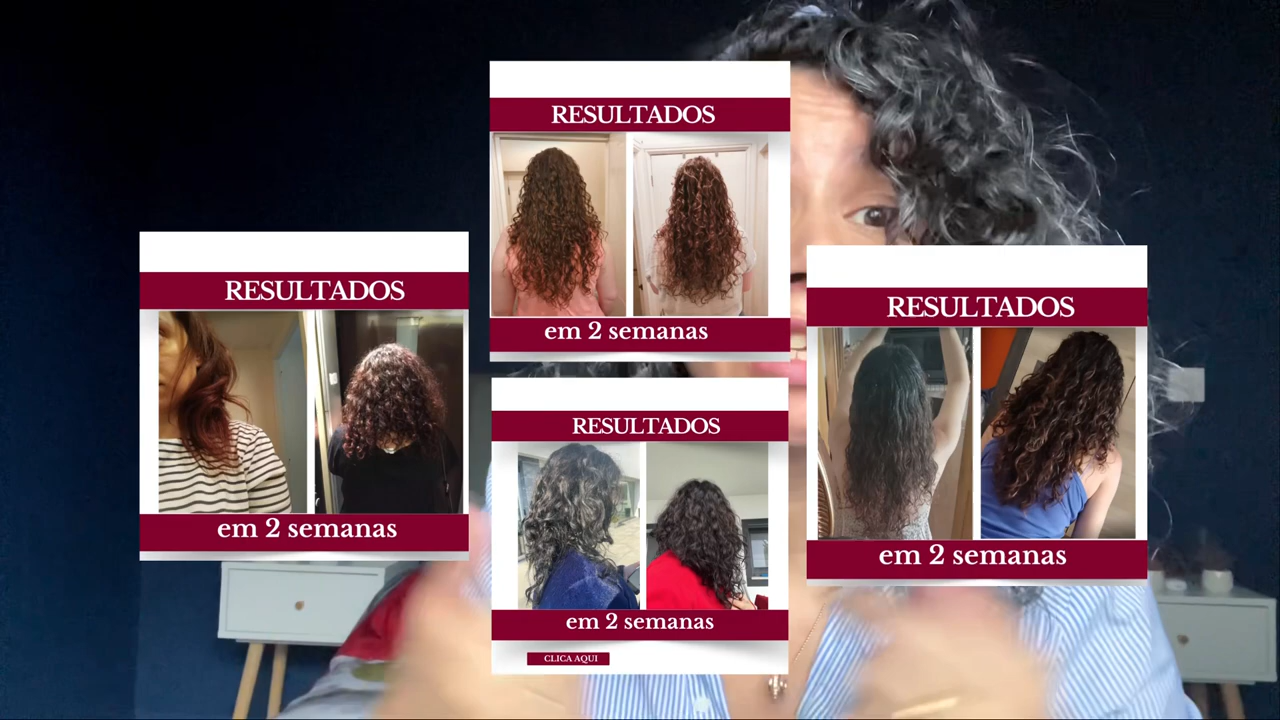 RESULTADOS
em 2 semanas
RESULTADOS
em 2 semanas
RESULTADOS
em 2 semanas
CLICA AQUI
RESULTADOS
em 2 semanas